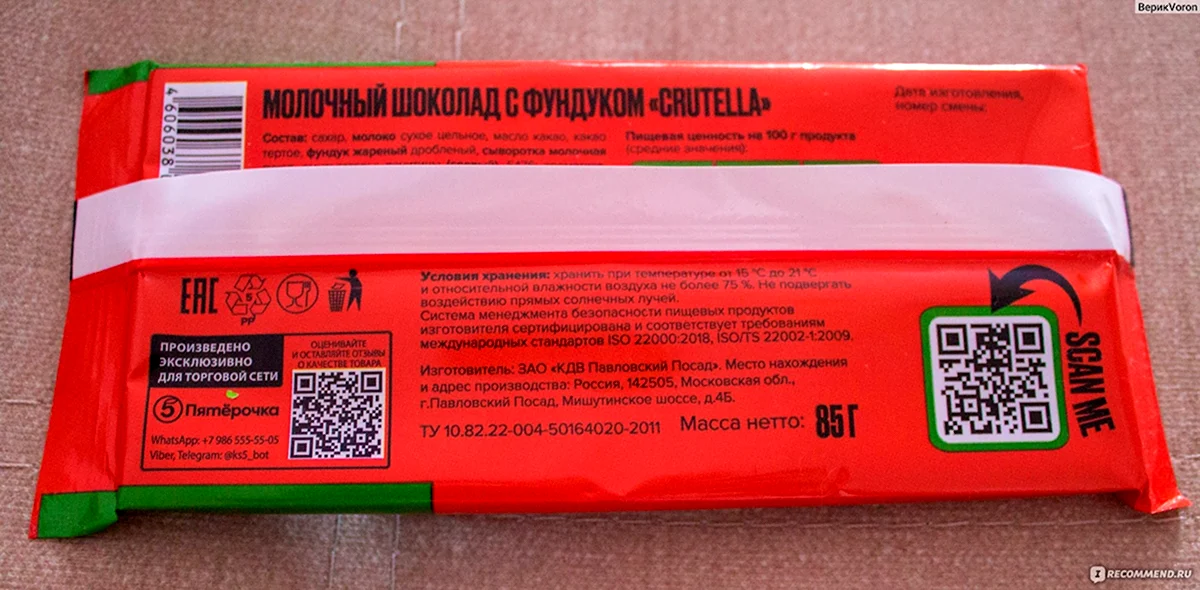 ВерикVoron
4 606038
МОЛОЧНЫЙ ШОКОЛАД С ФУНДУКОМ «CRUTELLA»
Дата изготовления,
номер смены:
Состав: сахар, молоко сухое цельное, масло какао, какао
тертое, фундук жареный дробленый, сыворотка молочная
Пищевая ценность на 100 г продукта
(средние значения):
ЕАС
5
PP
Условия хранения: хранить при температуре от 15 °С до 21 °С
и относительной влажности воздуха не более 75 %. Не подвергать
воздействию прямых солнечных лучей.
Система менеджмента безопасности пищевых продуктов
изготовителя сертифицирована и соответствует требованиям
международных стандартов ISO 22000:2018, ISO/TS 22002-1:2009.
Изготовитель: ЗАО «КДВ Павловский Посад». Место нахождения
и адрес производства: Россия, 142505, Московская обл.,
г.Павловский Посад, Мишутинское шоссе, д.4Б.
ТУ 10.82.22-004-50164020-2011
Масса нетто: 85 Г
ПРОИЗВЕДЕНО
ЭКСКЛЮЗИВНО
ДЛЯ ТОРГОВОЙ СЕТИ
5 Пятёрочка
WhatsApp: +7 986 555-55-05
Viber, Telegram: @ks5_bot
ОЦЕНИВАЙТЕ
И ОСТАВЛЯЙТЕ ОТЗЫВЫ
О КАЧЕСТВЕ ТОВАРА
SCAN ME
IRECOMMEND.RU